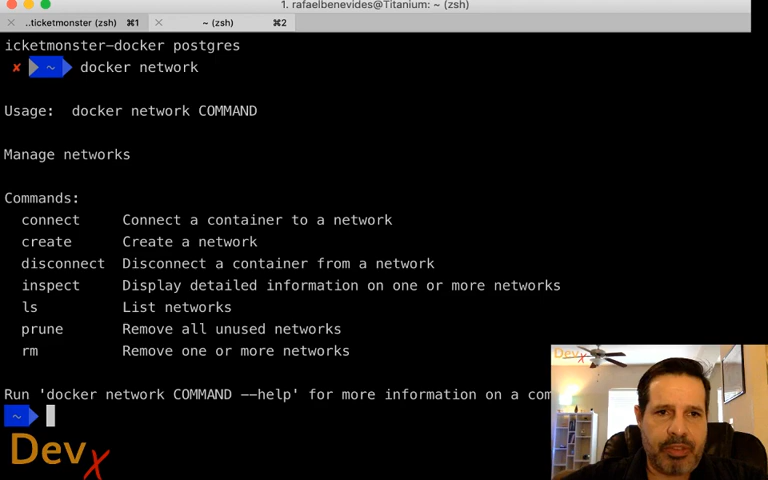 1. rafaelbenevides@Titanium: ~ (zsh)
× ..ticketmonster (zsh) ⌘1 × ~ (zsh) ⌘2
icketmonster-docker postgres
✘ ~ docker network
Usage:  docker network COMMAND
Manage networks
Commands:
connect     Connect a container to a network
create      Create a network
disconnect  Disconnect a container from a network
inspect     Display detailed information on one or more networks
ls          List networks
prune       Remove all unused networks
rm          Remove one or more networks
Run 'docker network COMMAND --help' for more information on a com
~
Dev x
Dev x